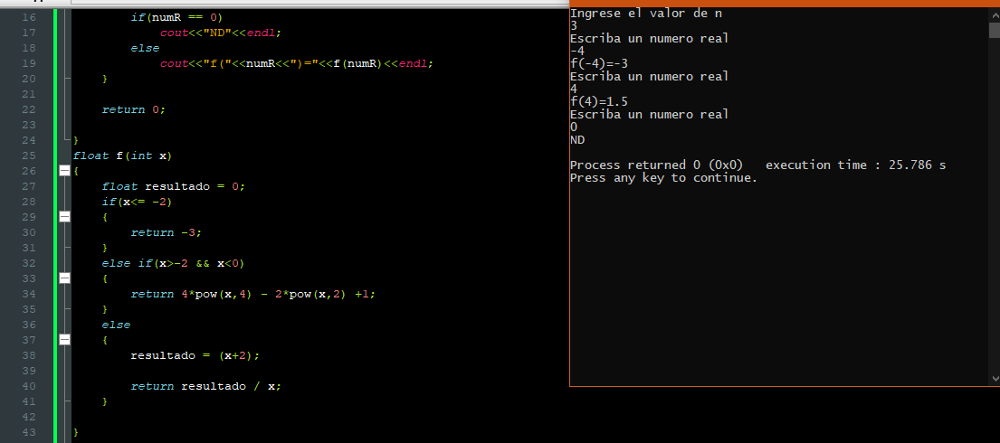 16 if(numR == 0)
17 cout<<"ND"<<endl;
18 else
19 cout<<"f("<<numR<<")="<<f(numR)<<endl;
20 }
21
22 return 0;
23
24 }
25 float f(int x)
26 {
27 float resultado = 0;
28 if(x<= -2)
29 {
30 return -3;
31 }
32 else if(x>-2 && x<0)
33 {
34 return 4*pow(x,4) - 2*pow(x,2) +1;
35 }
36 else
37 {
38 resultado = (x+2);
39
40 return resultado / x;
41 }
42
43 }
Ingrese el valor de n
3
Escriba un numero real
-4
f(-4)=-3
Escriba un numero real
4
f(4)=1.5
Escriba un numero real
0
ND
Process returned 0 (0x0) execution time : 25.786 s
Press any key to continue.